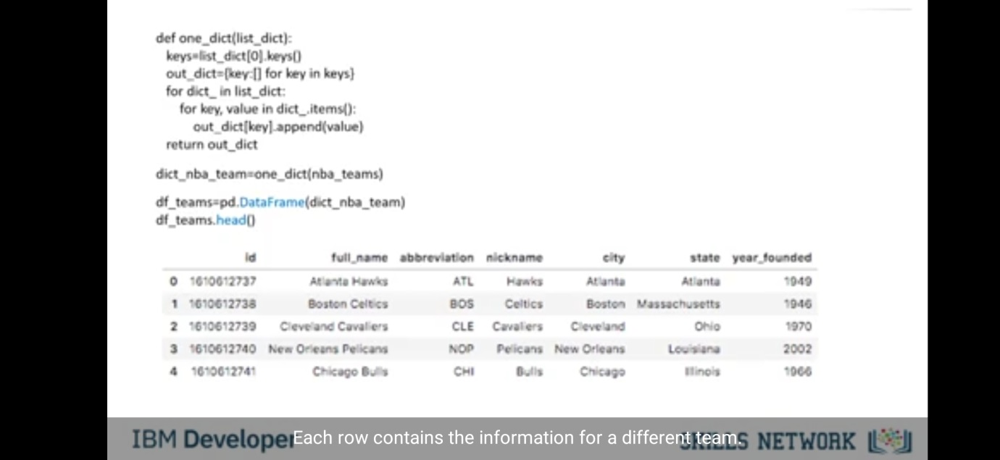 def one_dict(list_dict):
keys=list_dict[0].keys()
out_dict={key:[] for key in keys}
for dict_ in list_dict:
for key, value in dict_.items():
out_dict[key].append(value)
return out_dict
dict_nba_team=one_dict(nba_teams)
df_teams=pd.DataFrame(dict_nba_team)
df_teams.head()
id full_name abbreviation nickname city state year_founded
0 1610612737 Atlanta Hawks ATL Hawks Atlanta Atlanta 1949
1 1610612738 Boston Celtics BOS Celtics Boston Massachusetts 1946
2 1610612739 Cleveland Cavaliers CLE Cavaliers Cleveland Ohio 1970
3 1610612740 New Orleans Pelicans NOP Pelicans New Orleans Louisiana 2002
4 1610612741 Chicago Bulls CHI Bulls Chicago Illinois 1966
IBM Developer Each row contains the information for a different team. SKILLS NETWORK